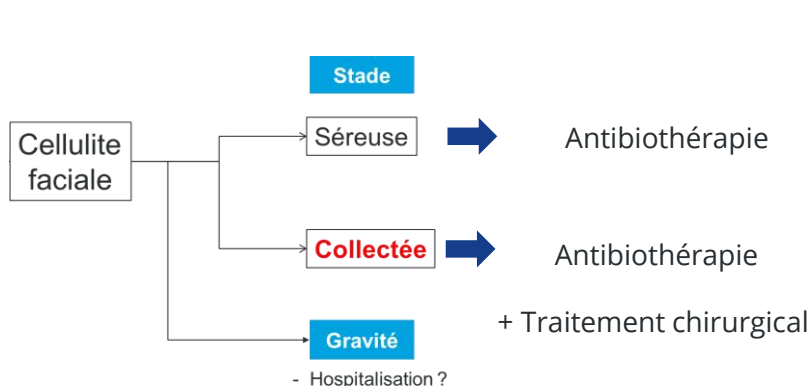 Stade
Cellulite
faciale
Séreuse
Antibiothérapie
Collectée
Antibiothérapie
+ Traitement chirurgical
Gravité
- Hospitalisation ?